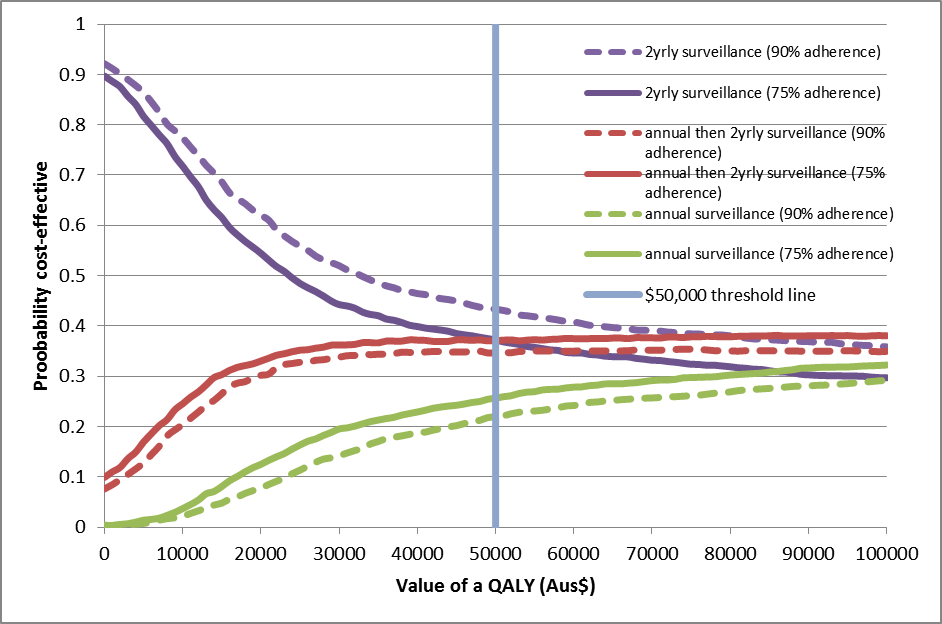 1
0.9
0.8
0.7
0.6
0.5
0.4
0.3
0.2
0.1
0
Proobability cost-effective
2yrly surveillance (90% adherence)
2yrly surveillance (75% adherence)
annual then 2yrly surveillance (90%
adherence)
annual then 2yrly surveillance (75%
adherence)
annual surveillance (90% adherence)
annual surveillance (75% adherence)
$50,000 threshold line
0 10000 20000 30000 40000 50000 60000 70000 80000 90000 100000
Value of a QALY (Aus$)